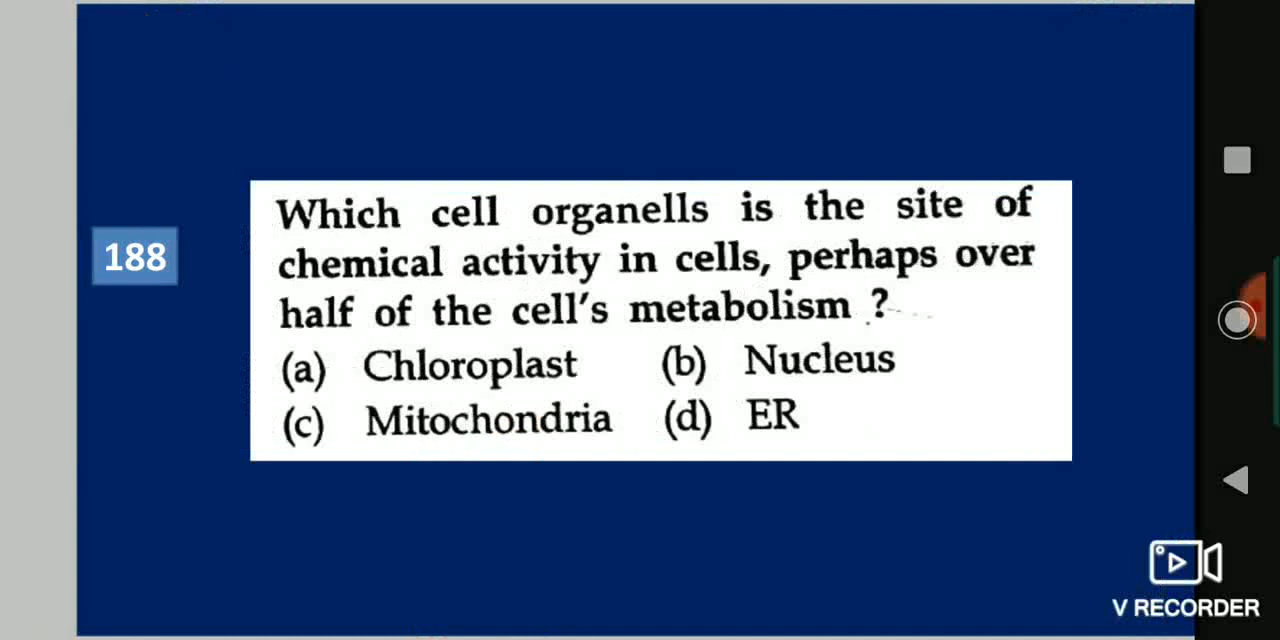 188
Which cell organells is the site of
chemical activity in cells, perhaps over
half of the cell's metabolism ?
(a) Chloroplast (b) Nucleus
(c) Mitochondria (d) ER
V RECORDER